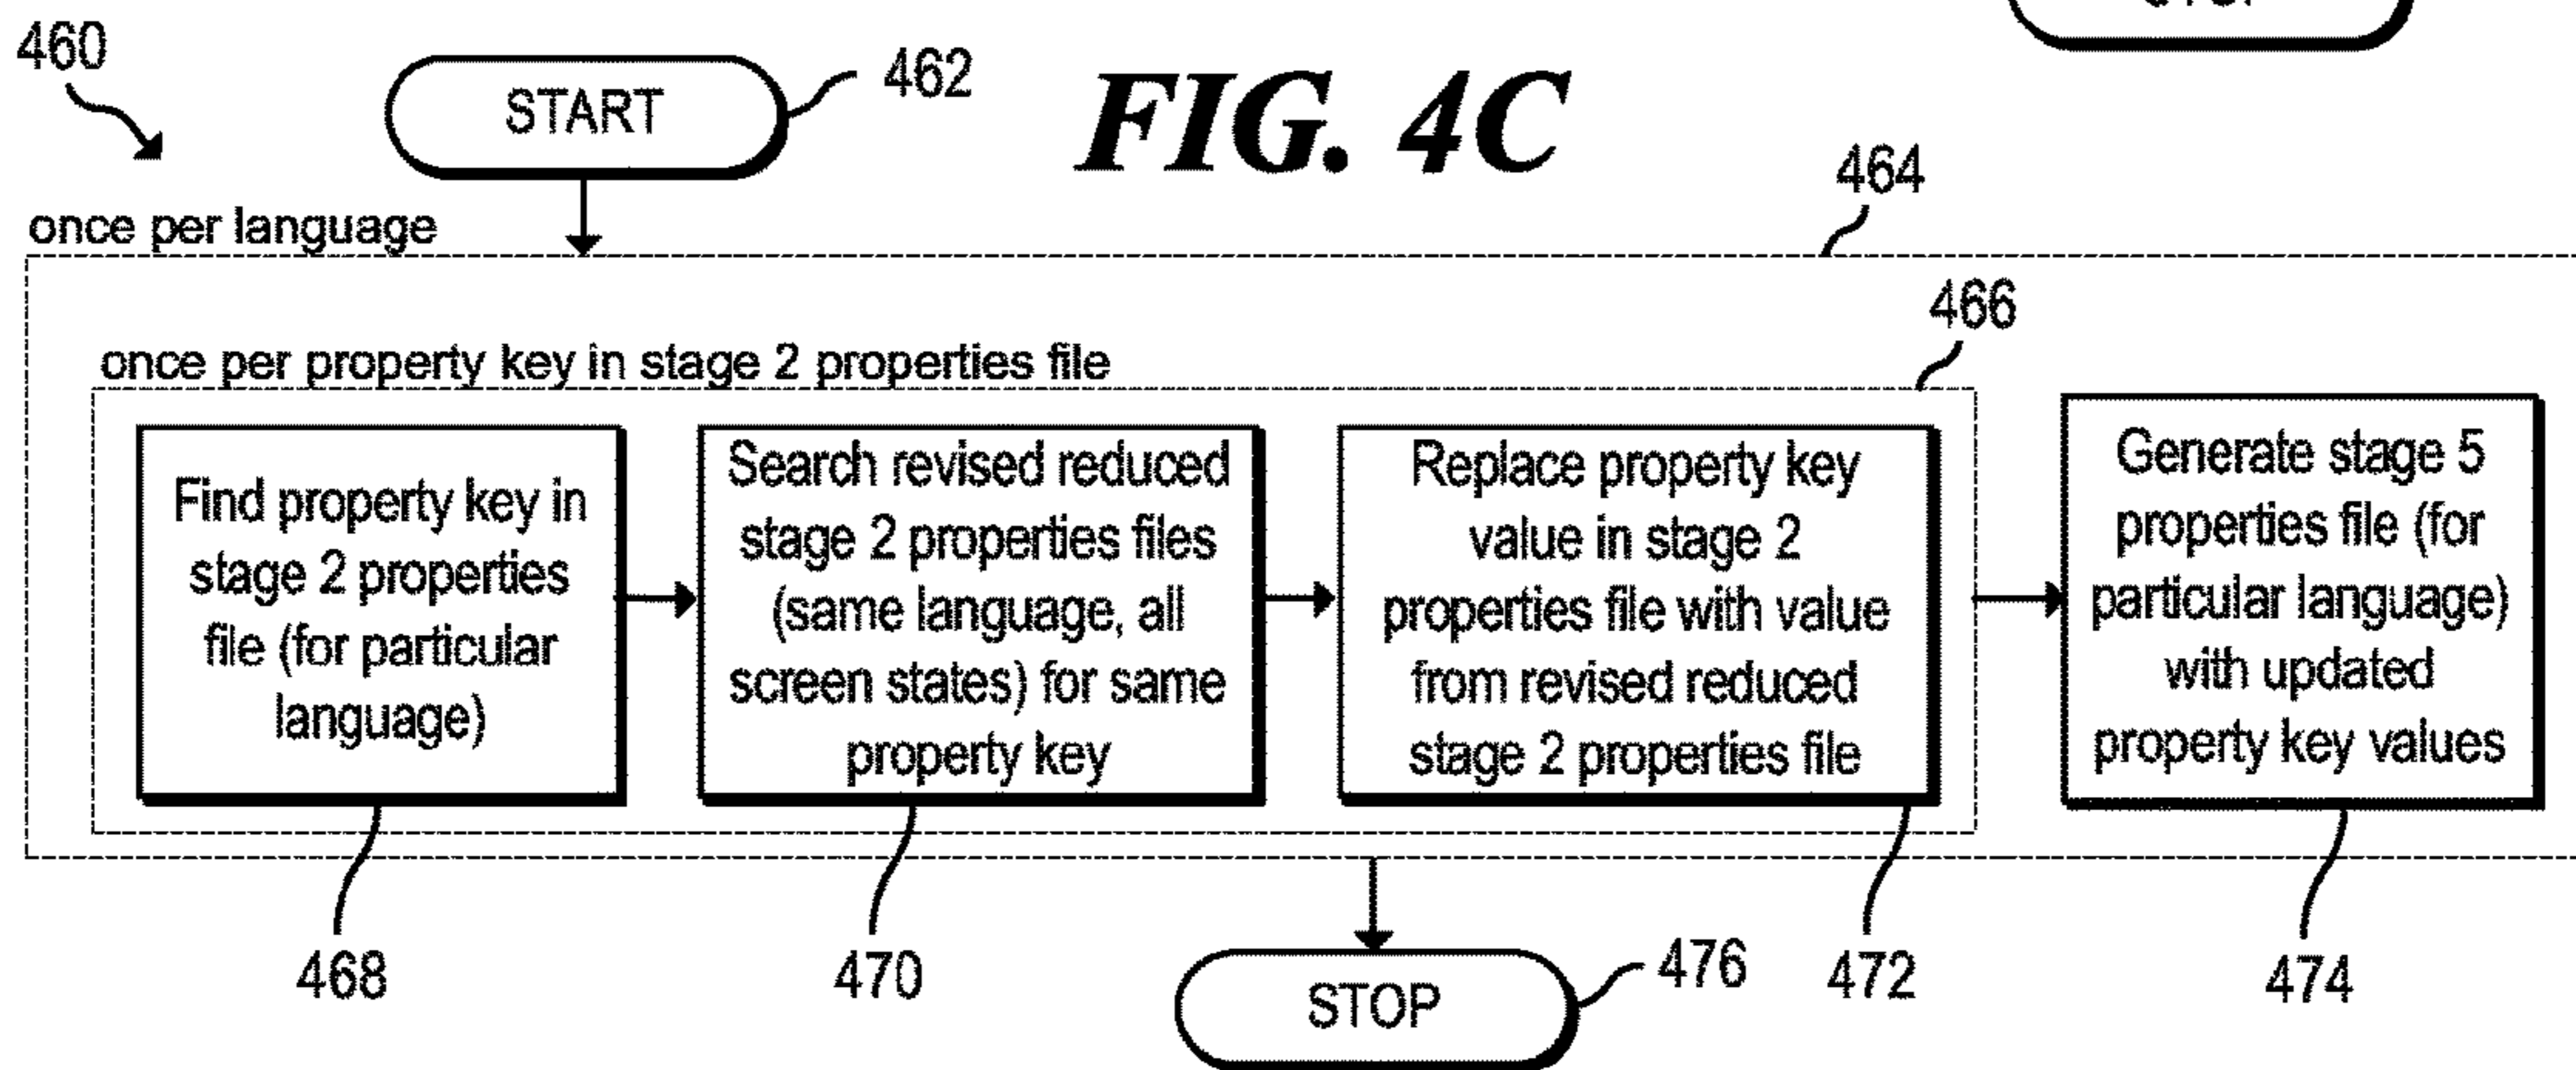 460
START
462
FIG. 4C
464
once per language
466
once per property key in stage 2 properties file
Find property key in
stage 2 properties
file (for particular
language)
Search revised reduced
stage 2 properties files
(same language, all
screen states) for same
property key
Replace property key
value in stage 2
properties file with value
from revised reduced
stage 2 properties file
Generate stage 5
properties file (for
particular language)
with updated
property key values
468
470
STOP
476
472
474